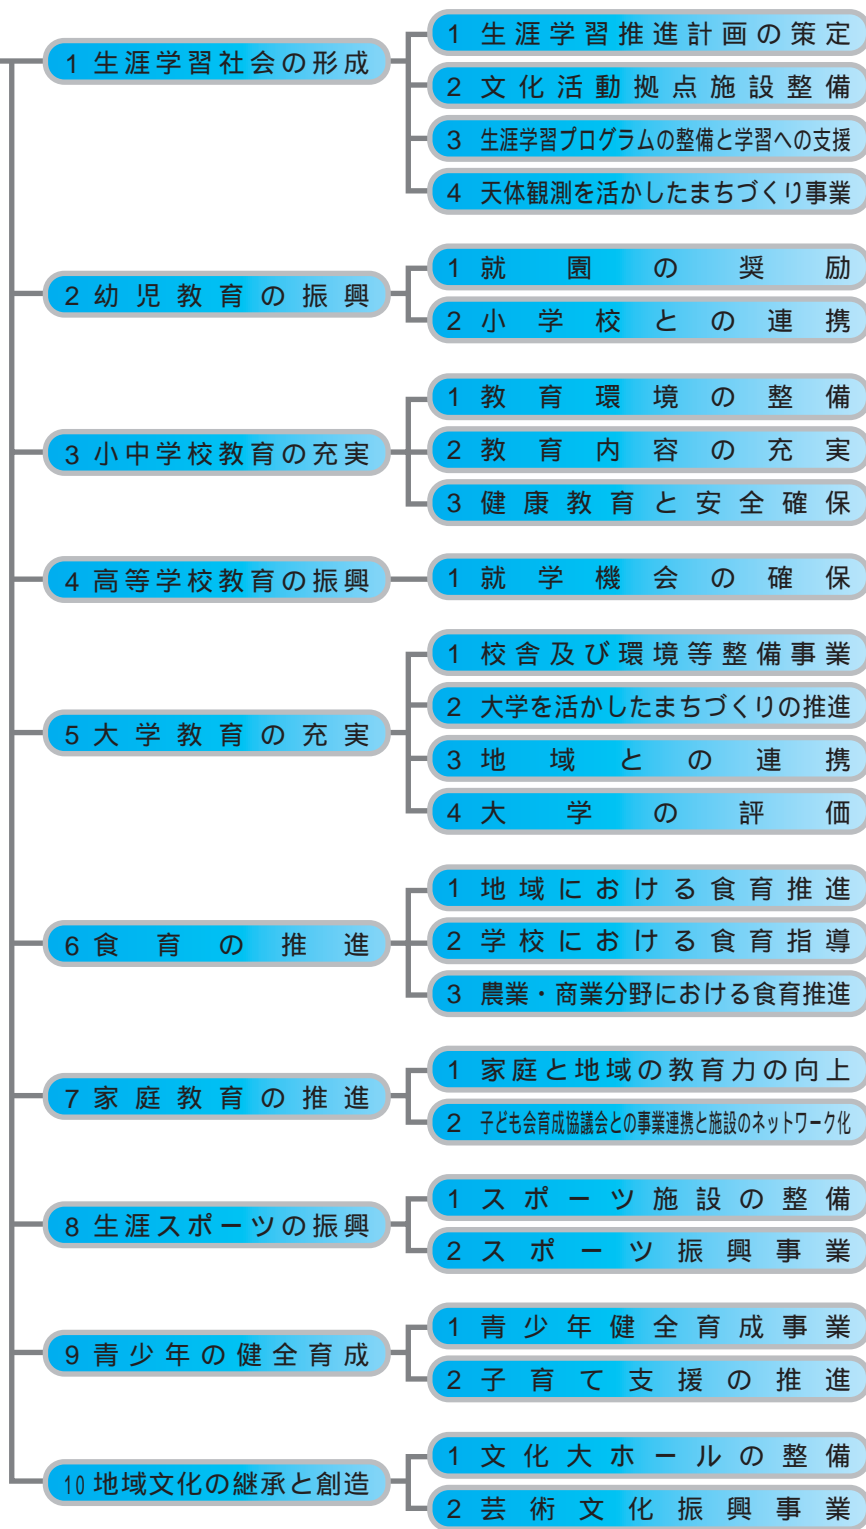 1 生涯学習社会の形成
1 生涯学習推進計画の策定
2 文化活動拠点施設整備
3 生涯学習プログラムの整備と学習への支援
4 天体観測を活かしたまちづくり事業
2 幼児教育の振興
1 就園の奨励
2 小学校との連携
3 小中学校教育の充実
1 教育環境の整備
2 教育内容の充実
3 健康教育と安全確保
4 高等学校教育の振興
1 就学機会の確保
5 大学教育の充実
1 校舎及び環境等整備事業
2 大学を活かしたまちづくりの推進
3 地域との連携
4 大学の評価
6 食育の推進
1 地域における食育推進
2 学校における食育指導
3 農業・商業分野における食育推進
7 家庭教育の推進
1 家庭と地域の教育力の向上
2 子ども会育成協議会との事業連携と施設のネットワーク化
8 生涯スポーツの振興
1 スポーツ施設の整備
2 スポーツ振興事業
9 青少年の健全育成
1 青少年健全育成事業
2 子育て支援の推進
10 地域文化の継承と創造
1 文化大ホールの整備
2 芸術文化振興事業